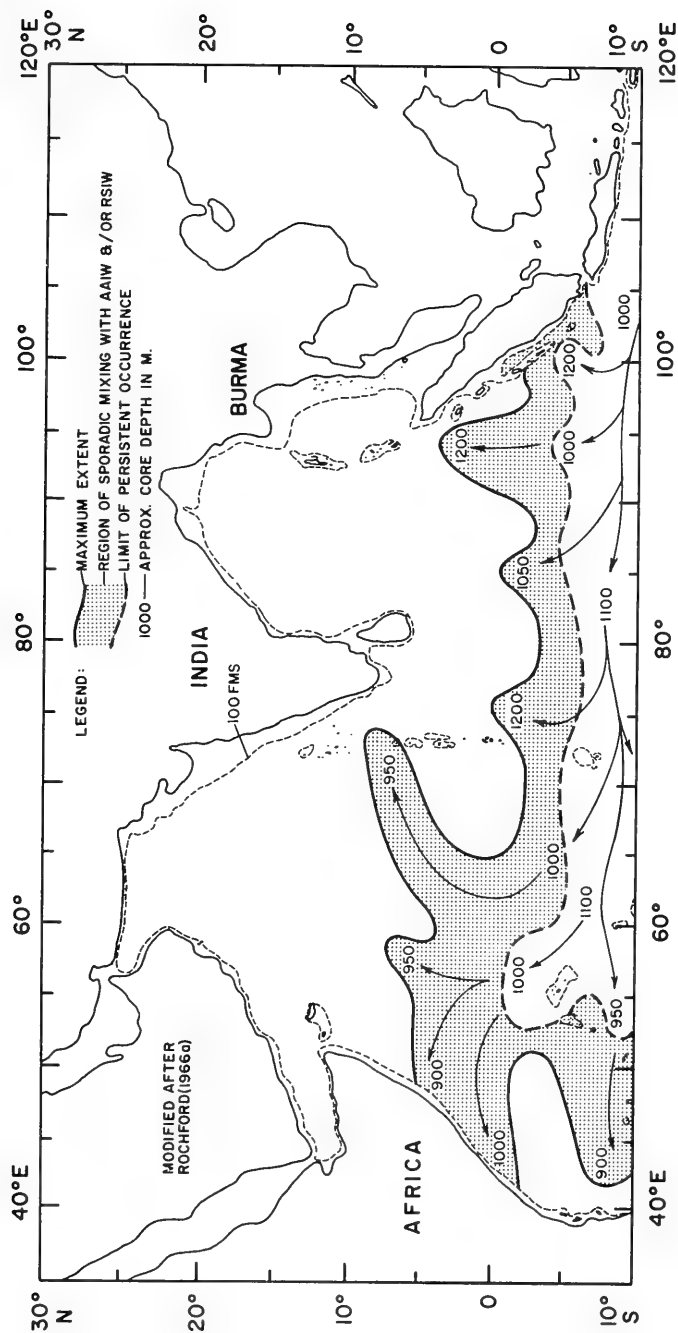 40°E
60°
80°
100°
120°E
30°
N
30°
N
LEGEND:
MAXIMUM EXTENT
REGION OF SPORADIC MIXING WITH AAIW &/OR RSIW
LIMIT OF PERSISTENT OCCURRENCE
1000 — APPROX. CORE DEPTH IN M.
MODIFIED AFTER
ROCHFORD (1966a)
20°
20°
INDIA
BURMA
100 FMS
10°
10°
AFRICA
950
950
900
1200
1200
1050
1200
0
0
1000
1000
1000
1000
1100
1100
1000
900
950
10°
S
10°
S
40°E
60°
80°
100°
120°E